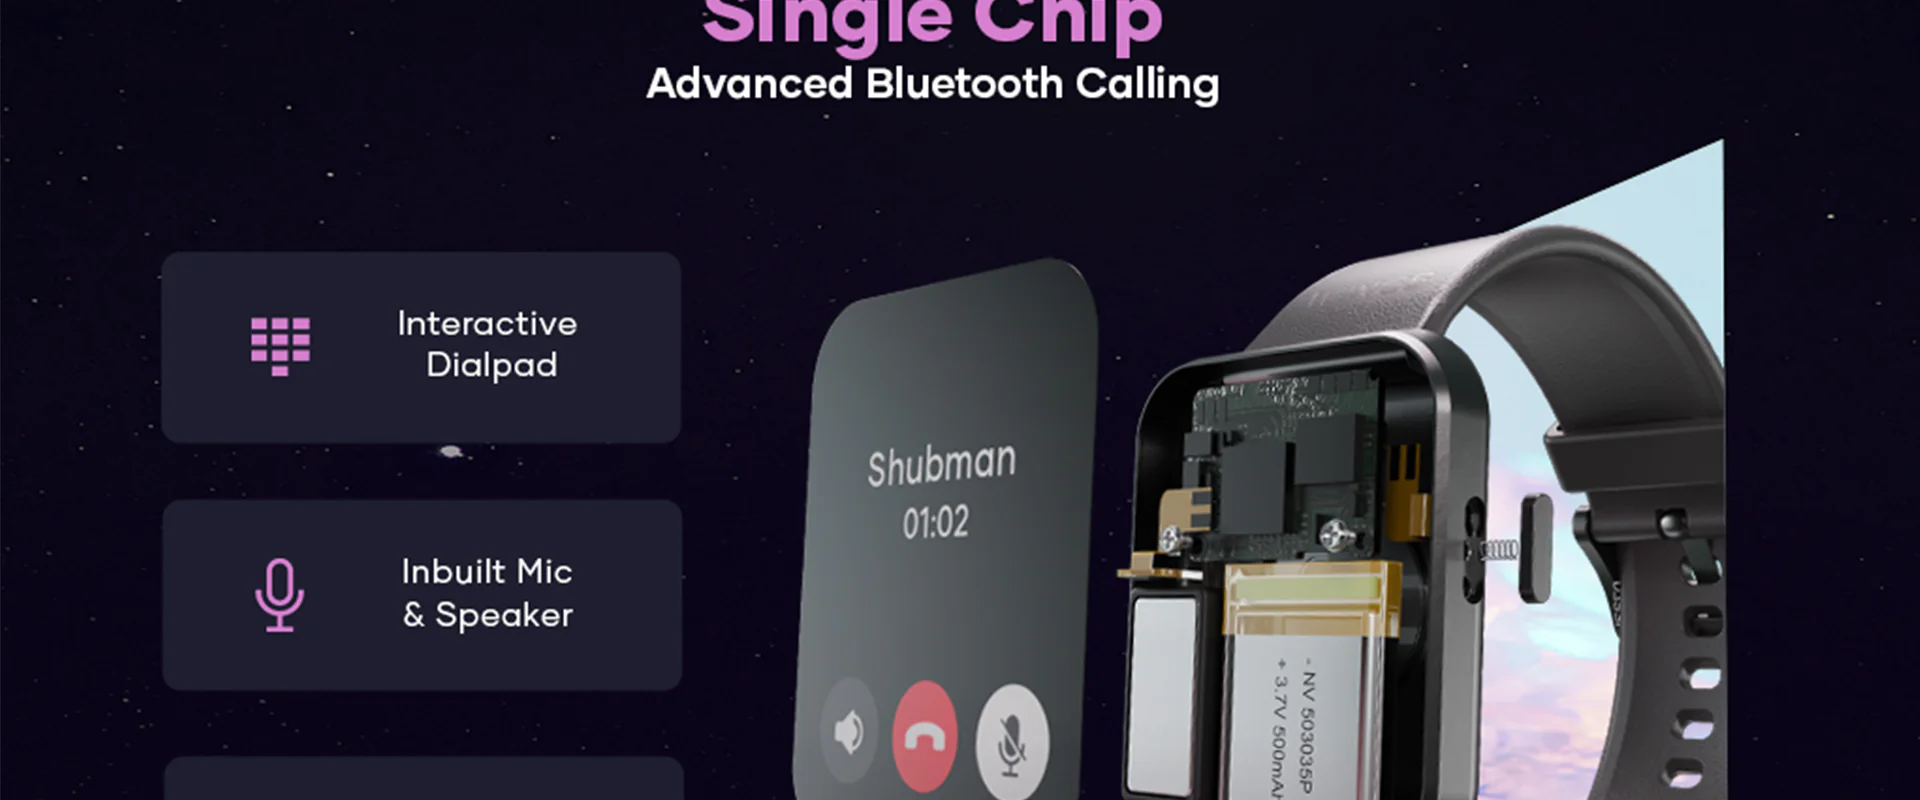 Single Chip
Advanced Bluetooth Calling
Interactive
Dialpad
Inbuilt Mic
& Speaker
Shubman
01:02
- NV 503035P
+ 3.7V 500mAh